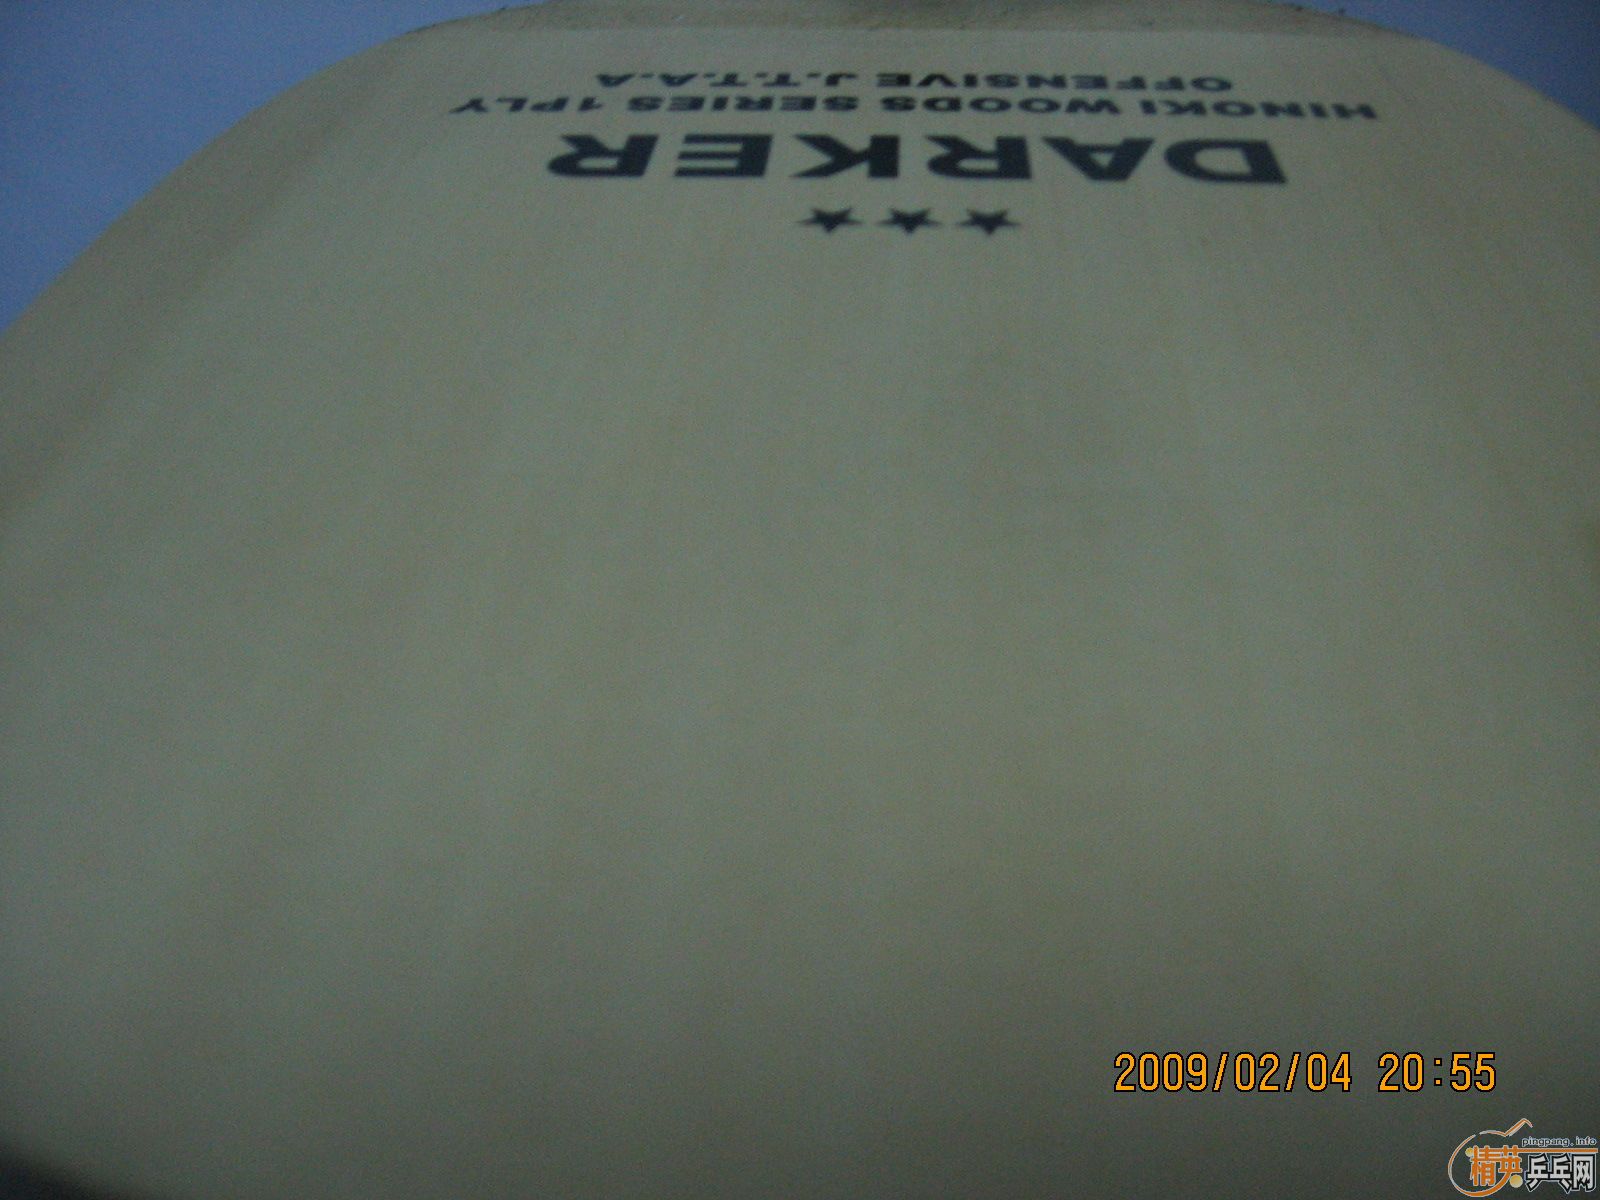 ★★★
DARKER
HINOKI WOODS SERIES 1PLY
OFFENSIVE J.T.T.A.A
2009/02/04 20:55
pingpang.info
精英乒乓网